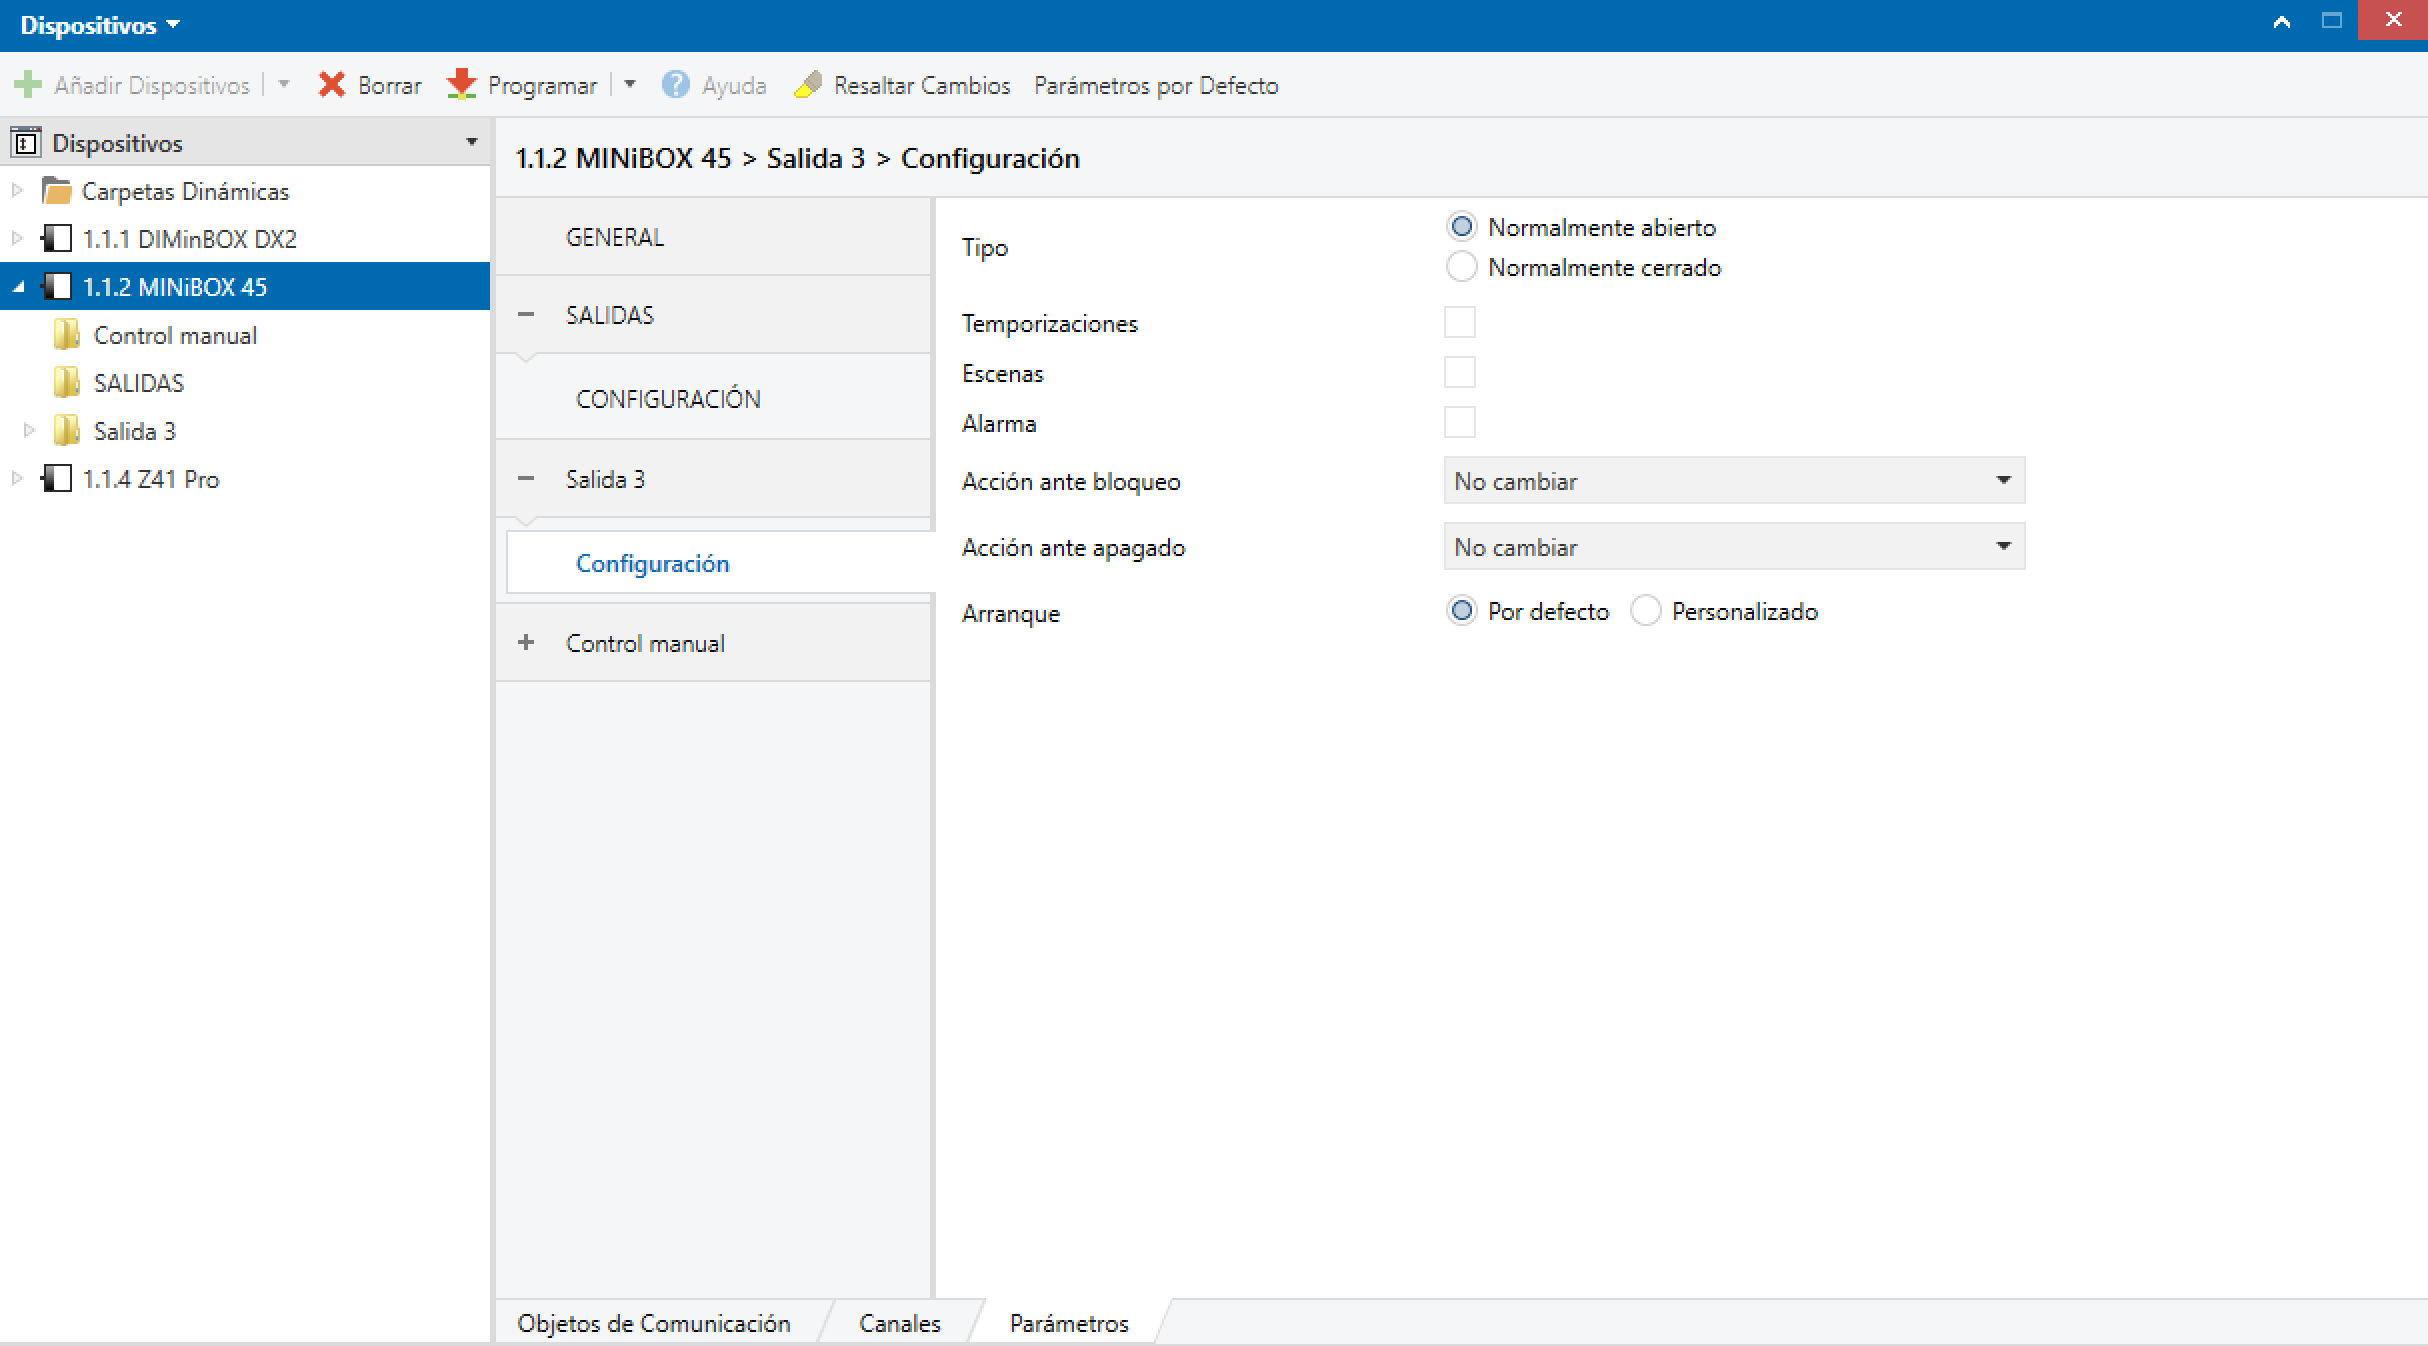 Dispositivos
Añadir Dispositivos Borrar Programar Ayuda Resaltar Cambios Parámetros por Defecto
Dispositivos
Carpetas Dinámicas
1.1.1 DIMinBOX DX2
1.1.2 MINiBOX 45
Control manual
SALIDAS
Salida 3
1.1.4 Z41 Pro
1.1.2 MINiBOX 45 > Salida 3 > Configuración
GENERAL
SALIDAS
CONFIGURACIÓN
Salida 3
Configuración
Control manual
Tipo
Normalmente abierto
Normalmente cerrado
Temporizaciones
Escenas
Alarma
Acción ante bloqueo No cambiar
Acción ante apagado No cambiar
Arranque Por defecto Personalizado
Objetos de Comunicación Canales Parámetros